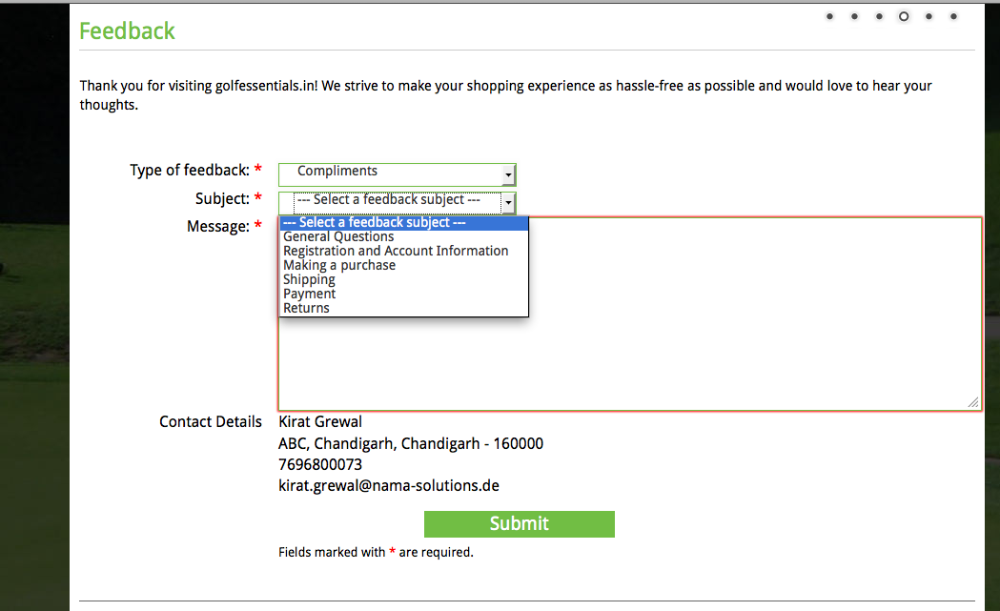 Feedback
Thank you for visiting golfessentials.in! We strive to make your shopping experience as hassle-free as possible and would love to hear your
thoughts.
Type of feedback: * Compliments
Subject: * --- Select a feedback subject ---
Message: * --- Select a feedback subject ---
General Questions
Registration and Account Information
Making a purchase
Shipping
Payment
Returns
Contact Details Kirat Grewal
ABC, Chandigarh, Chandigarh - 160000
7696800073
kirat.grewal@nama-solutions.de
Submit
Fields marked with * are required.